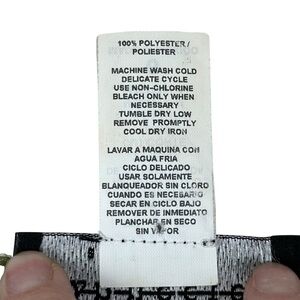 100% POLYESTER /
POLIESTER
MACHINE WASH COLD
DELICATE CYCLE
USE NON-CHLORINE
BLEACH ONLY WHEN
NECESSARY
TUMBLE DRY LOW
REMOVE PROMPTLY
COOL DRY IRON
LAVAR A MAQUINA CON
AGUA FRIA
CICLO DELICADO
USAR SOLAMENTE
BLANQUEADOR SIN CLORO
CUANDO ES NECESARIO
SECAR EN CICLO BAJO
REMOVER DE INMEDIATO
PLANCHAR EN SECO
SIN VAPOR